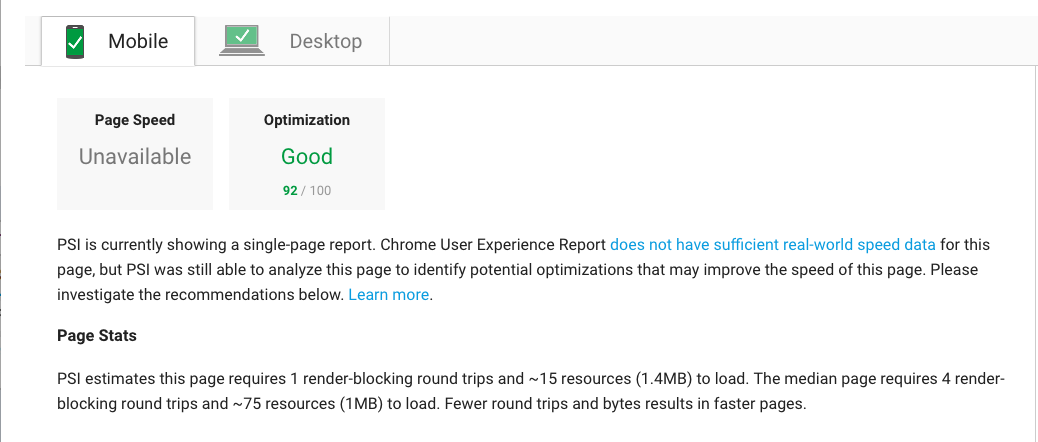 Mobile
Desktop
Page Speed
Unavailable
Optimization
Good
92 / 100
PSI is currently showing a single-page report. Chrome User Experience Report does not have sufficient real-world speed data for this
page, but PSI was still able to analyze this page to identify potential optimizations that may improve the speed of this page. Please
investigate the recommendations below. Learn more.
Page Stats
PSI estimates this page requires 1 render-blocking round trips and ~15 resources (1.4MB) to load. The median page requires 4 render-
blocking round trips and ~75 resources (1MB) to load. Fewer round trips and bytes results in faster pages.